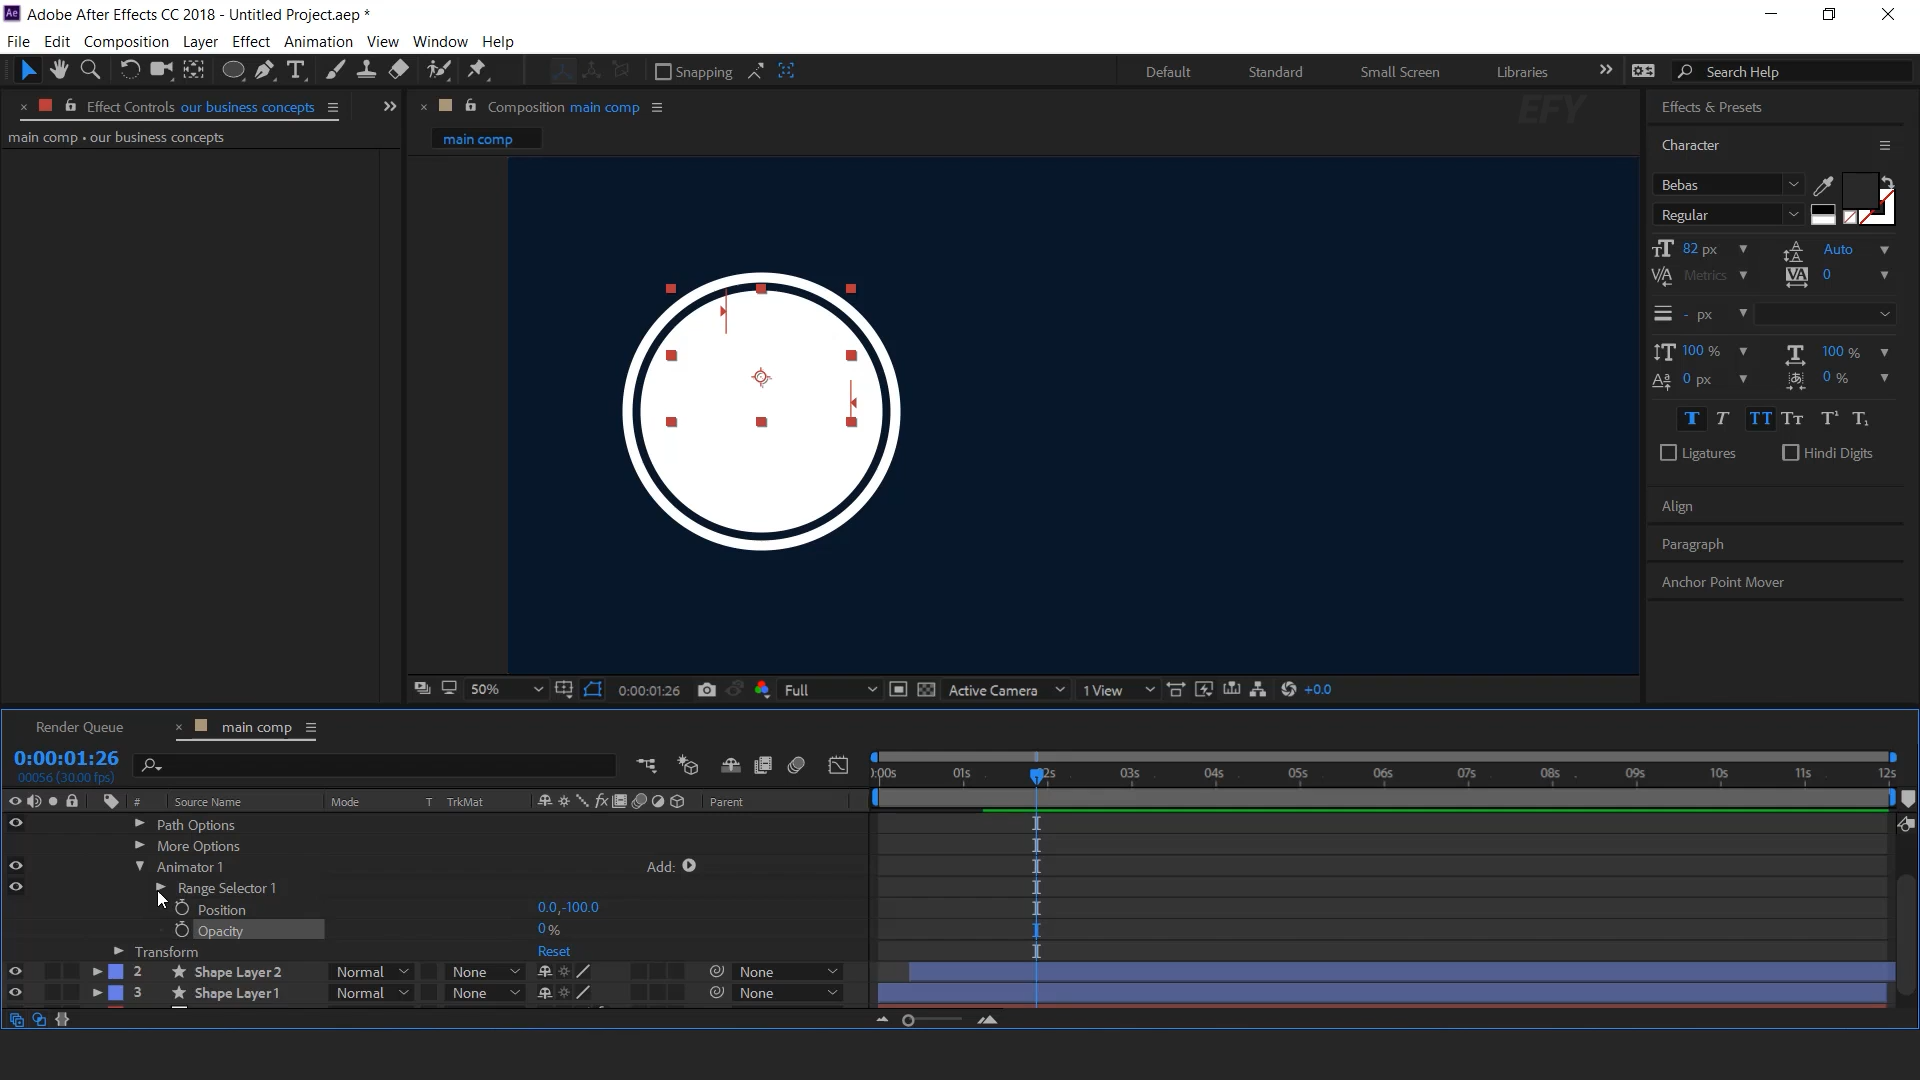 Ae Adobe After Effects CC 2018 - Untitled Project.aep *
File Edit Composition Layer Effect Animation View Window Help
Snapping Default Standard Small Screen Libraries Search Help
Effect Controls our business concepts
Composition main comp
EFY
Effects & Presets
main comp • our business concepts
main comp
Character
Bebas
Regular
82 px Auto
Metrics 0
- px
100 % 100 %
0 px 0 %
T T TT Tт T¹ T₁
Ligatures Hindi Digits
Align
Paragraph
Anchor Point Mover
50% 0:00:01:26 Full Active Camera 1 View +0.0
Render Queue main comp
0:00:01:26
00056 (30.00 fps)
:00s 01s 02s 03s 04s 05s 06s 07s 08s 09s 10s 11s 12s
# Source Name Mode T TrkMat Parent
Path Options
More Options
Animator 1 Add:
Range Selector 1
Position 0.0,-100.0
Opacity 0 %
Transform Reset
2 Shape Layer 2 Normal None None
3 Shape Layer 1 Normal None None